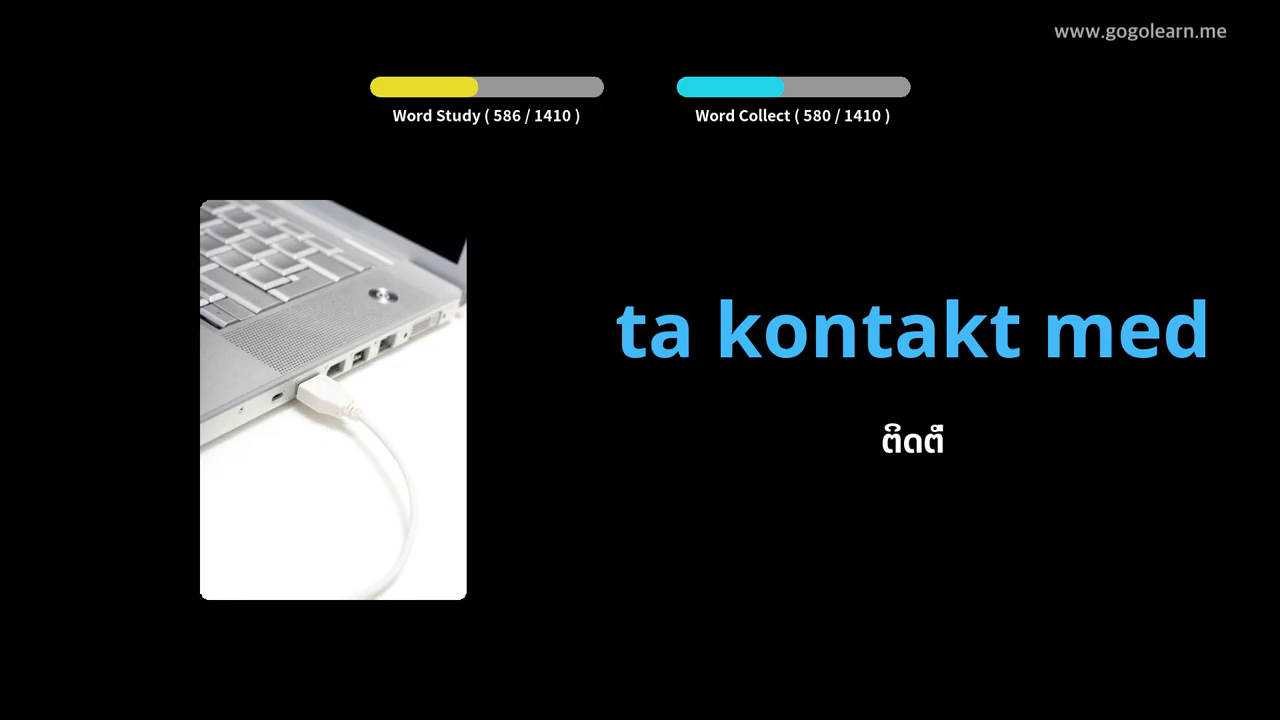 www.gogolearn.me
Word Study ( 586 / 1410 )
Word Collect ( 580 / 1410 )
ta kontakt med
ຕິດຕໍ່